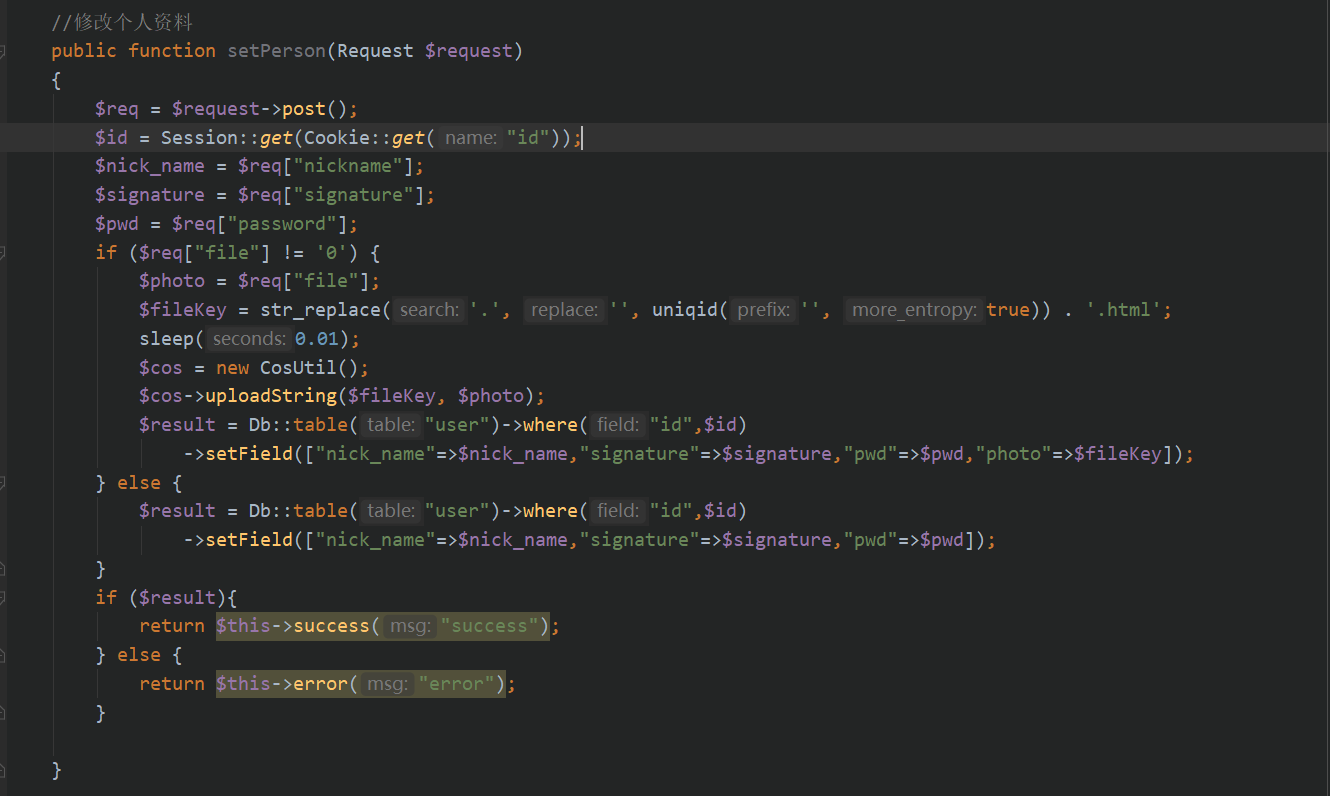 //修改个人资料
public function setPerson(Request $request)
{
$req = $request->post();
$id = Session::get(Cookie::get( name: "id"));
$nick_name = $req["nickname"];
$signature = $req["signature"];
$pwd = $req["password"];
if ($req["file"] != '0') {
$photo = $req["file"];
$fileKey = str_replace( search: '.', replace: '', uniqid( prefix: '', more_entropy: true)) . '.html';
sleep( seconds: 0.01);
$cos = new CosUtil();
$cos->uploadString($fileKey, $photo);
$result = Db::table( table: "user")->where( field: "id",$id)
->setField(["nick_name"=>$nick_name,"signature"=>$signature,"pwd"=>$pwd,"photo"=>$fileKey]);
} else {
$result = Db::table( table: "user")->where( field: "id",$id)
->setField(["nick_name"=>$nick_name,"signature"=>$signature,"pwd"=>$pwd]);
}
if ($result){
return $this->success( msg: "success");
} else {
return $this->error( msg: "error");
}
}